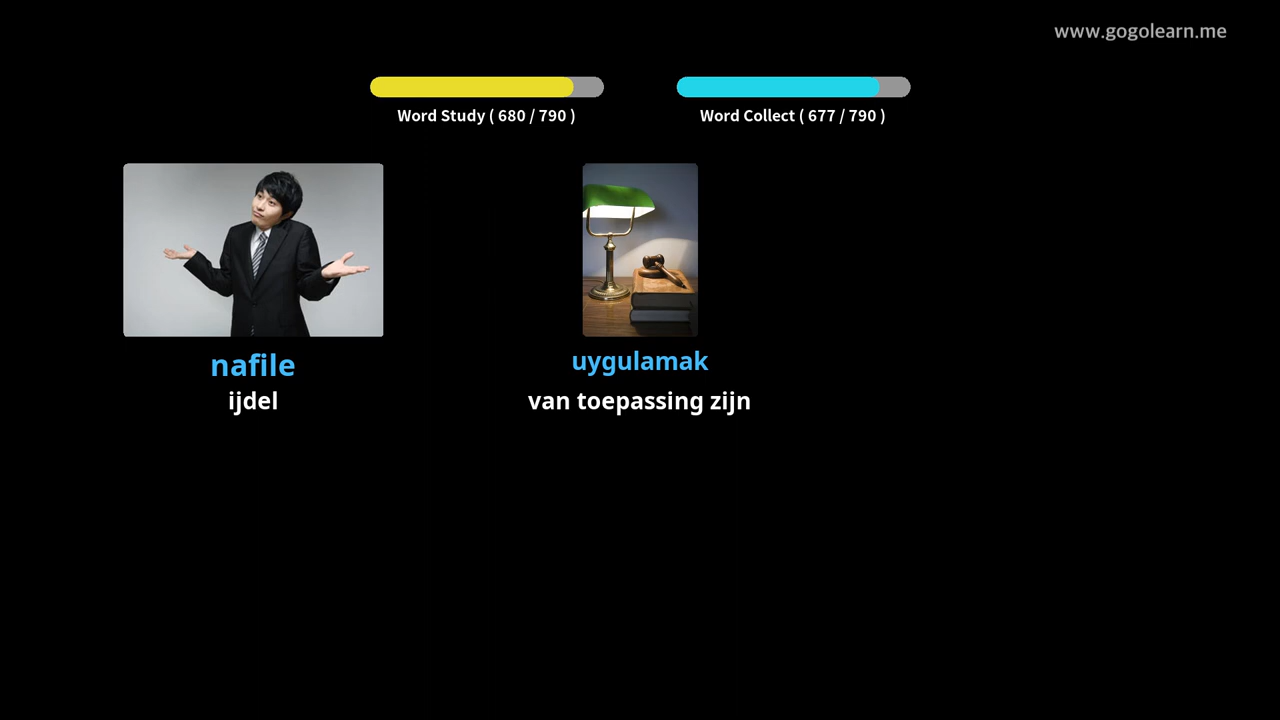 www.gogolearn.me
Word Study ( 680 / 790 )
Word Collect ( 677 / 790 )
nafile
ijdel
uygulamak
van toepassing zijn